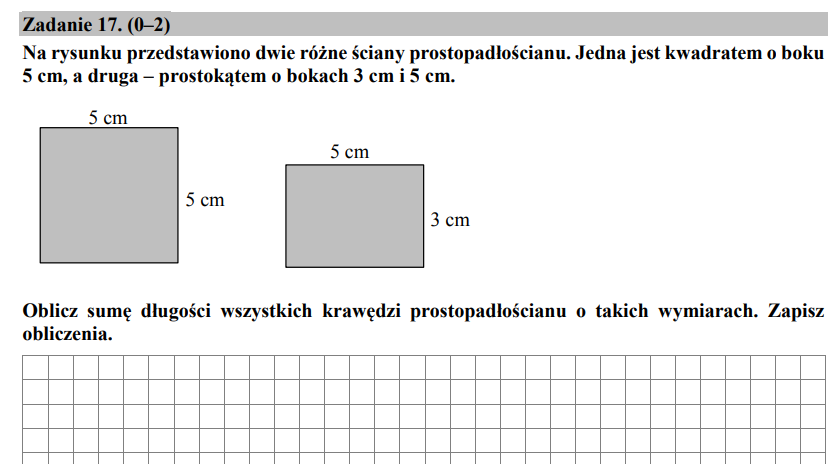 Zadanie 17. (0–2)
Na rysunku przedstawiono dwie różne ściany prostopadłościanu. Jedna jest kwadratem o boku
5 cm, a druga – prostokątem o bokach 3 cm i 5 cm.
5 cm
5 cm
5 cm
3 cm
Oblicz sumę długości wszystkich krawędzi prostopadłościanu o takich wymiarach. Zapisz
obliczenia.